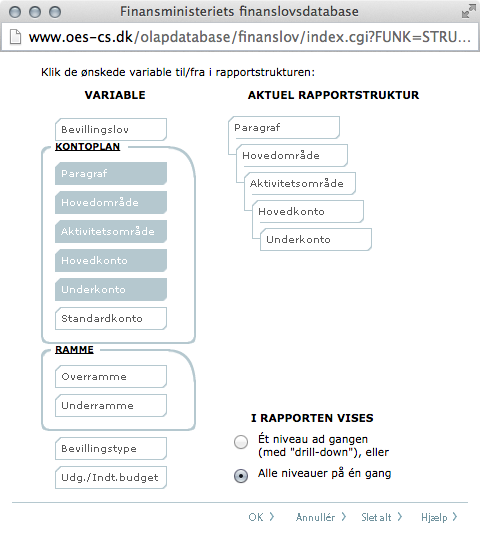 Finansministeriets finanslovsdatabase
www.oes-cs.dk/olapdatabase/finanslov/index.cgi?FUNK=STRU...
Klik de ønskede variable til/fra i rapportstrukturen:
VARIABLE
Bevillingslov
KONTOPLAN
Paragraf
Hovedområde
Aktivitetsområde
Hovedkonto
Underkonto
Standardkonto
RAMME
Overramme
Underramme
Bevillingstype
Udg./Indt.budget
AKTUEL RAPPORTSTRUKTUR
Paragraf
Hovedområde
Aktivitetsområde
Hovedkonto
Underkonto
I RAPPORTEN VISES
Ét niveau ad gangen
(med "drill-down"), eller
Alle niveauer på én gang
OK Annullér Slet alt Hjælp